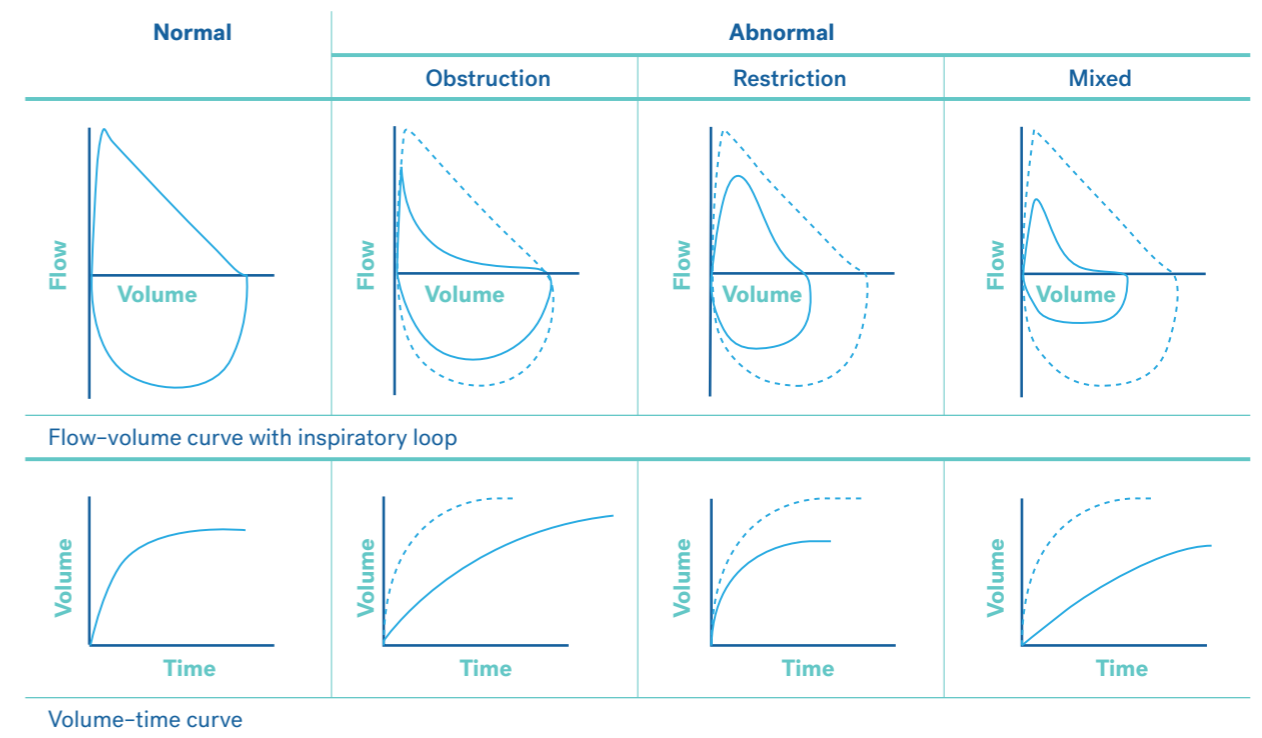 Normal
Abnormal
Obstruction
Restriction
Mixed
Flow
Volume
Flow
Volume
Flow
Volume
Flow
Volume
Flow–volume curve with inspiratory loop
Volume
Time
Volume
Time
Volume
Time
Volume
Time
Volume–time curve